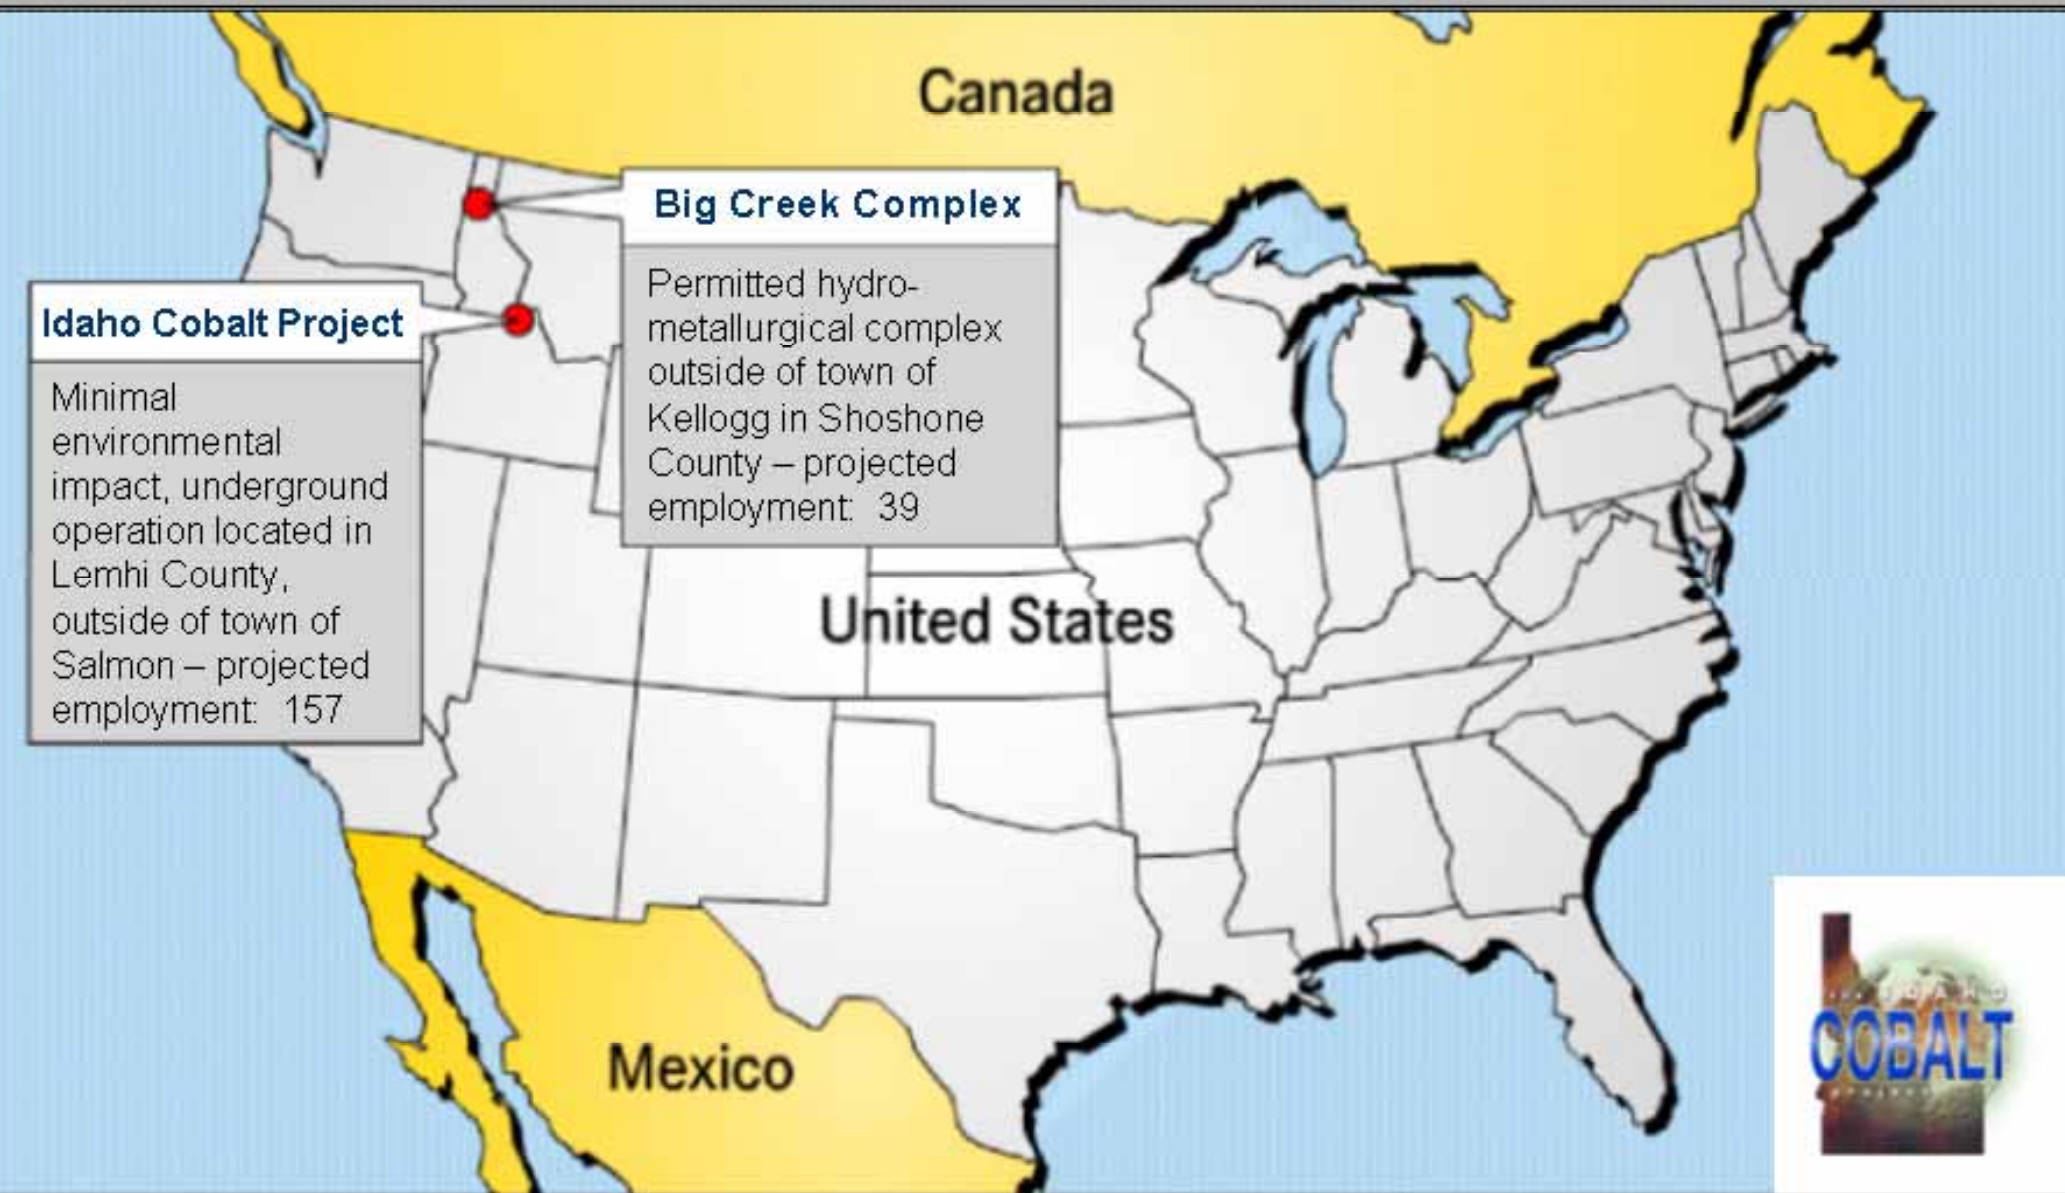 Canada
Big Creek Complex
Permitted hydro-
metallurgical complex
outside of town of
Kellogg in Shoshone
County – projected
employment: 39
Idaho Cobalt Project
Minimal
environmental
impact, underground
operation located in
Lemhi County,
outside of town of
Salmon – projected
employment: 157
United States
Mexico
IDAHO
COBALT